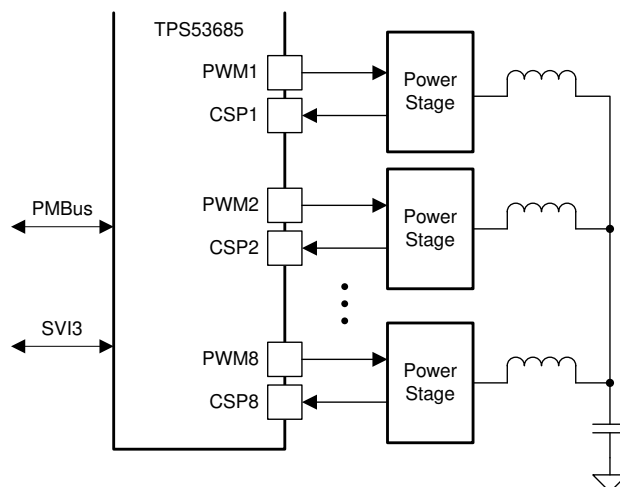 TPS53685
PWM1
CSP1
Power
Stage
PMBus
PWM2
CSP2
Power
Stage
SVI3
PWM8
CSP8
Power
Stage